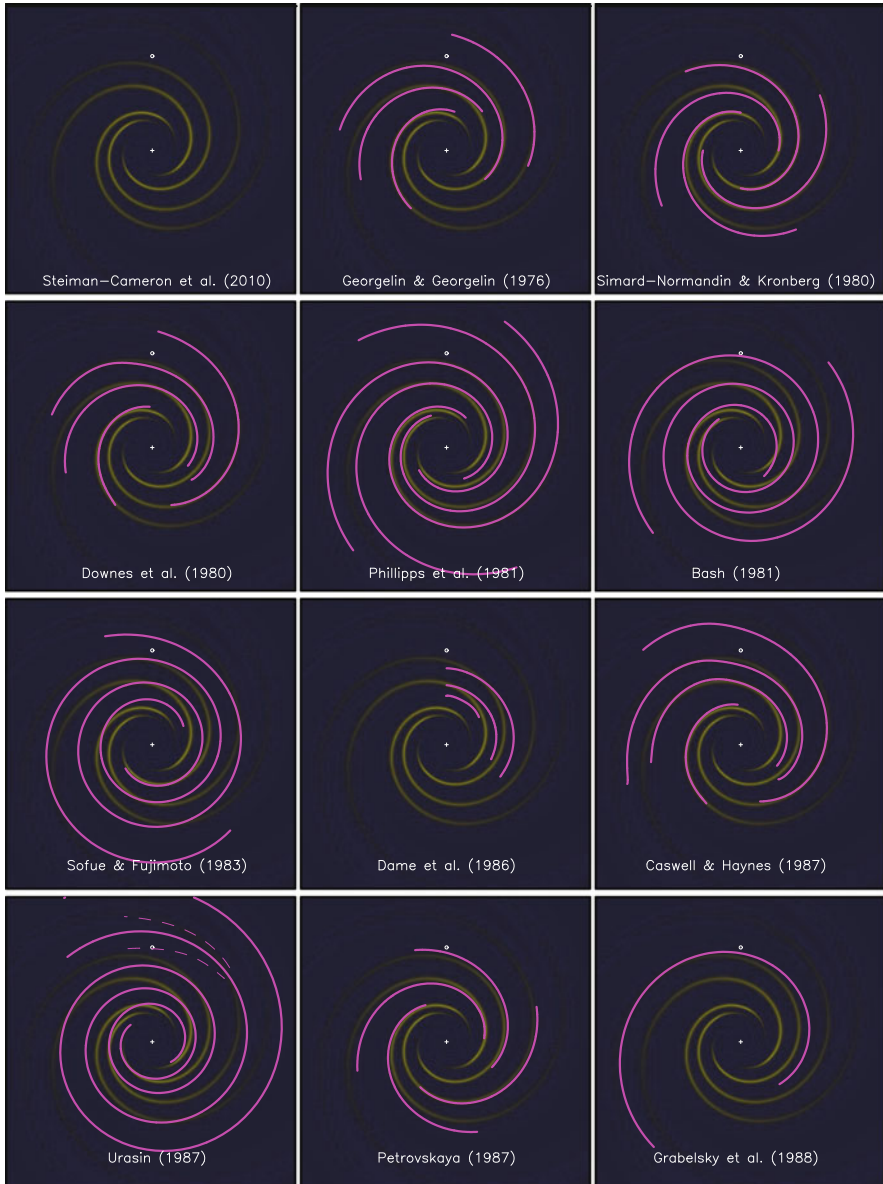 Steiman-Cameron et al. (2010)
Georgelin & Georgelin (1976)
Simard-Normandin & Kronberg (1980)
Downes et al. (1980)
Phillipps et al. (1981)
Bash (1981)
Sofue & Fujimoto (1983)
Dame et al. (1986)
Caswell & Haynes (1987)
Urasin (1987)
Petrovskaya (1987)
Grabelsky et al. (1988)